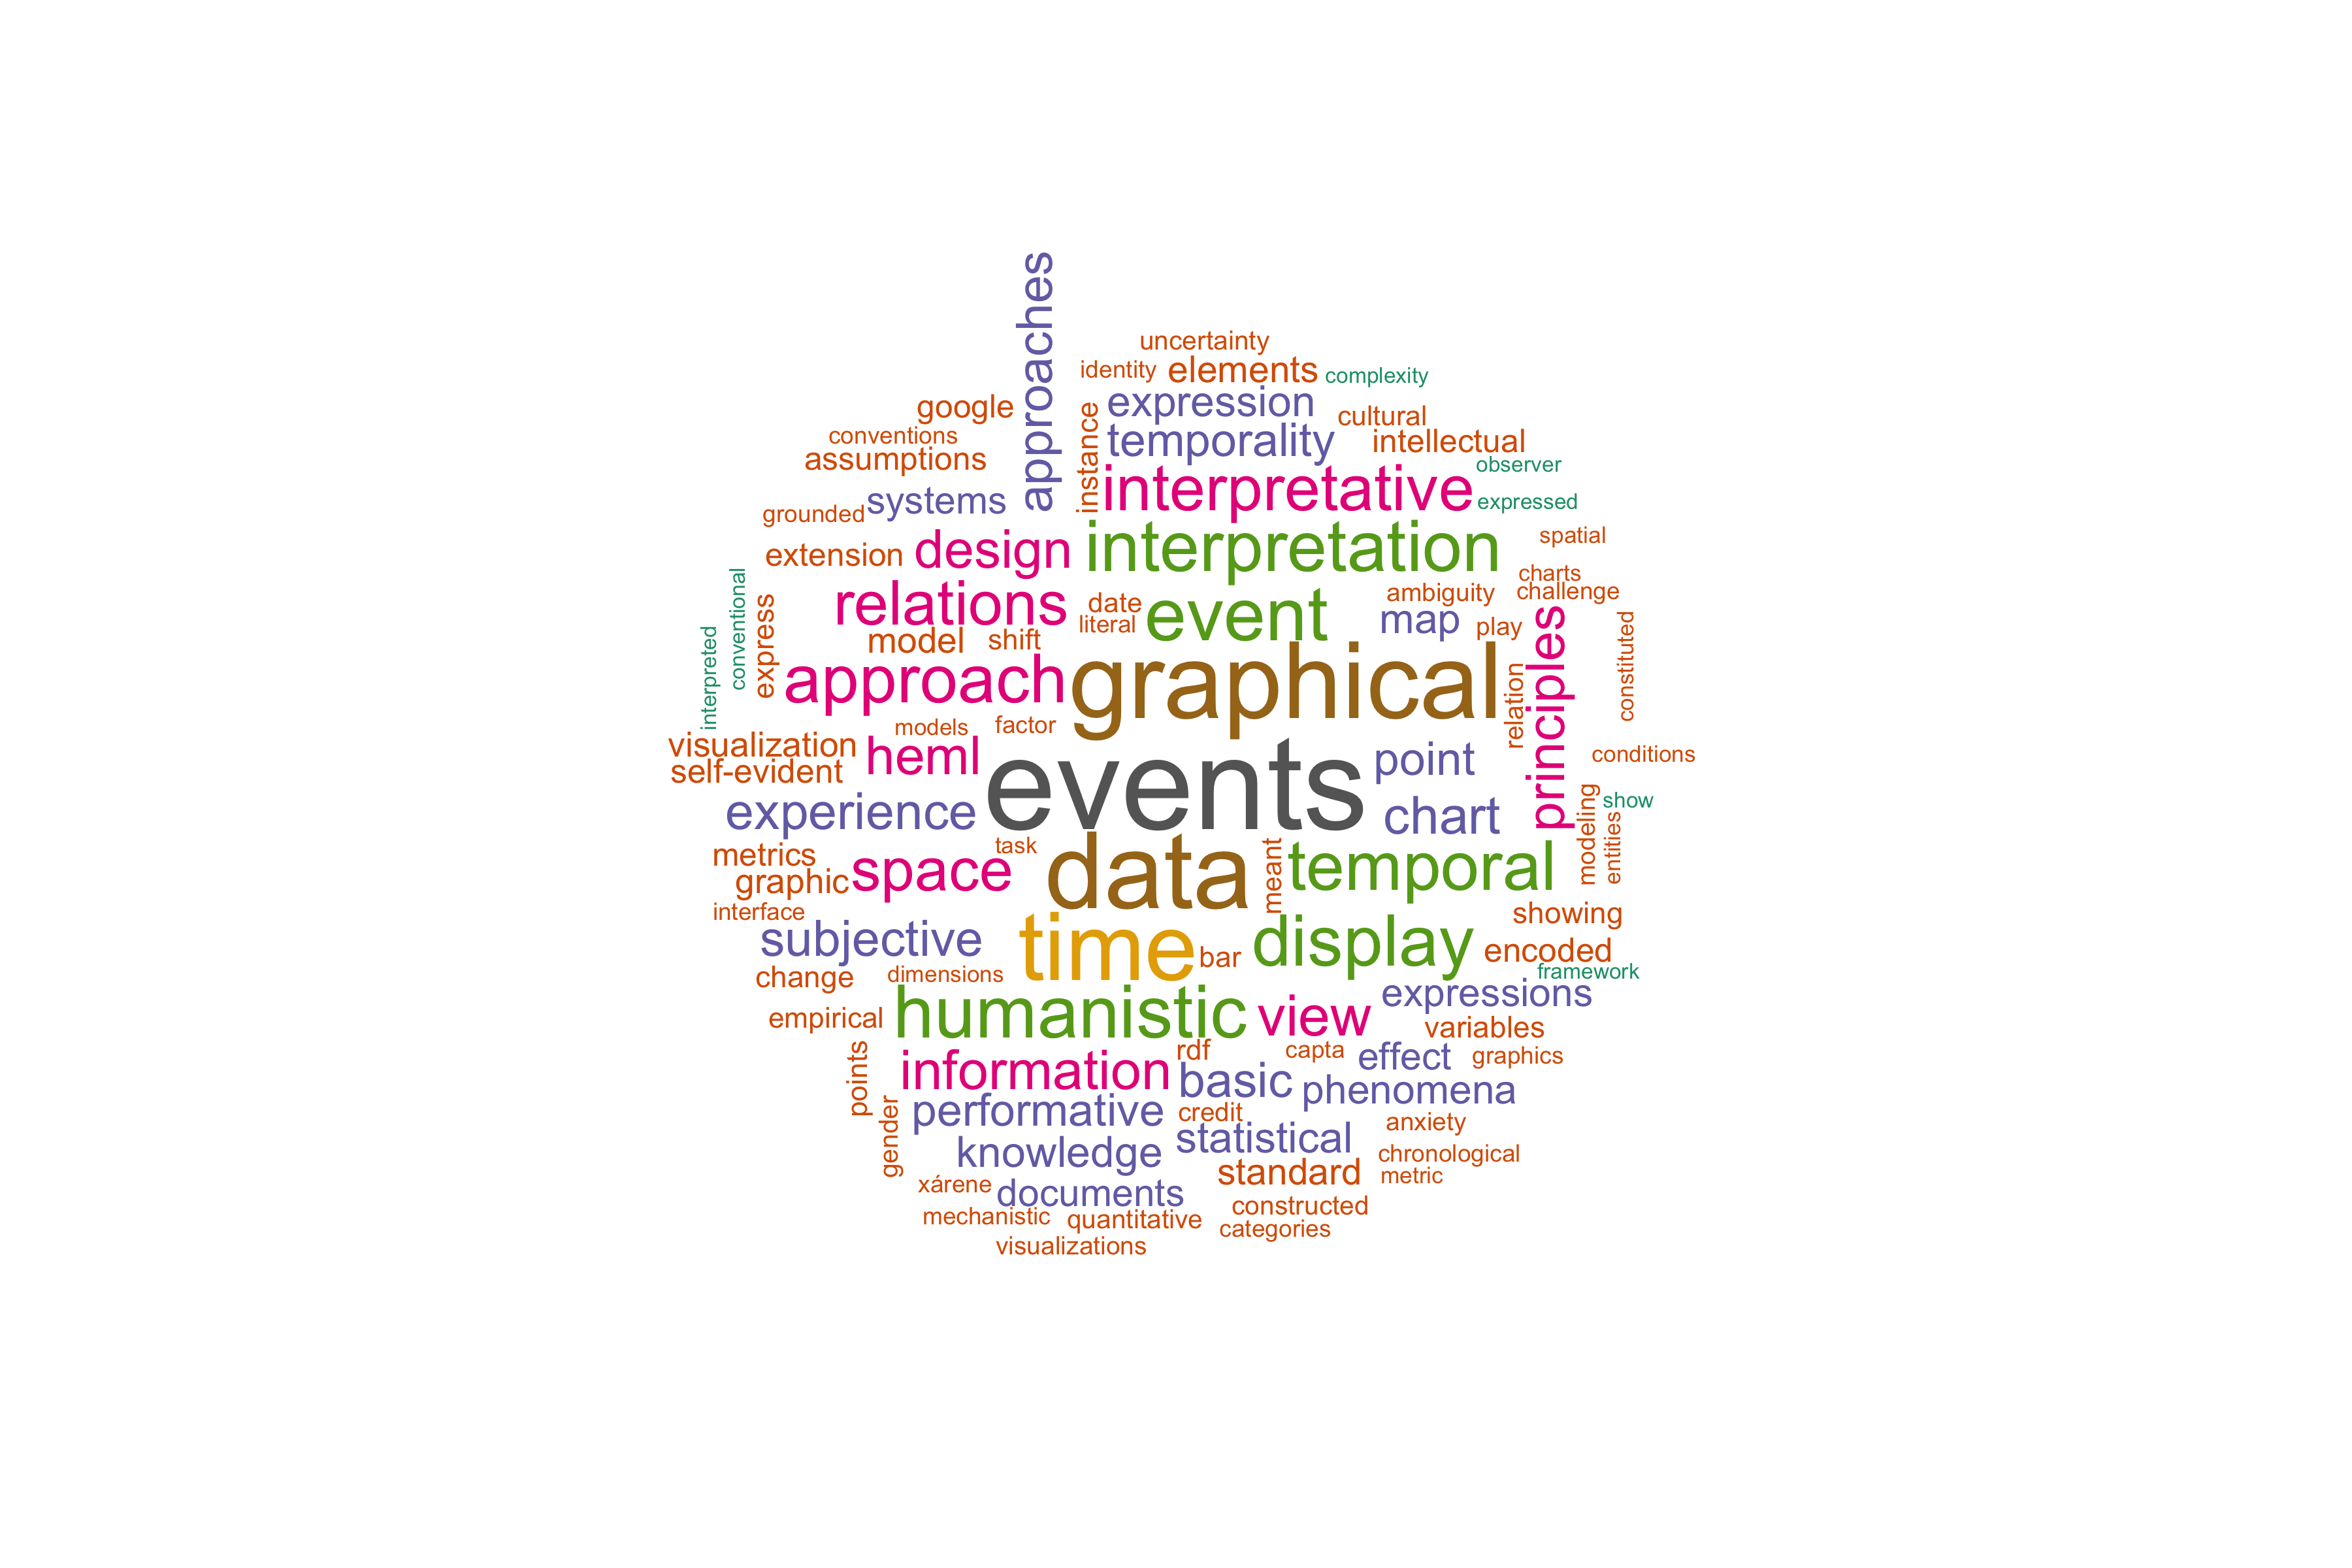 approaches
uncertainty
identity
elements
complexity
google
expression
cultural
conventions
instance
temporality
intellectual
assumptions
observer
systems
interpretative
expressed
grounded
extension
design
interpretation
spatial
conventional
charts
relations
date
event
ambiguity
challenge
express
literal
map
play
interpreted
model
shift
principles
constituted
approach
graphical
relation
models
factor
visualization
heml
events
point
conditions
self-evident
experience
chart
modeling
show
entities
metrics
task
space
data
meant
temporal
graphic
interface
showing
subjective
time
bar
display
encoded
change
dimensions
framework
expressions
empirical
humanistic
view
variables
points
information
rdf
capta
effect
graphics
basic
phenomena
gender
performative
credit
anxiety
knowledge
statistical
chronological
standard
metric
xárene
documents
constructed
mechanistic
quantitative
categories
visualizations